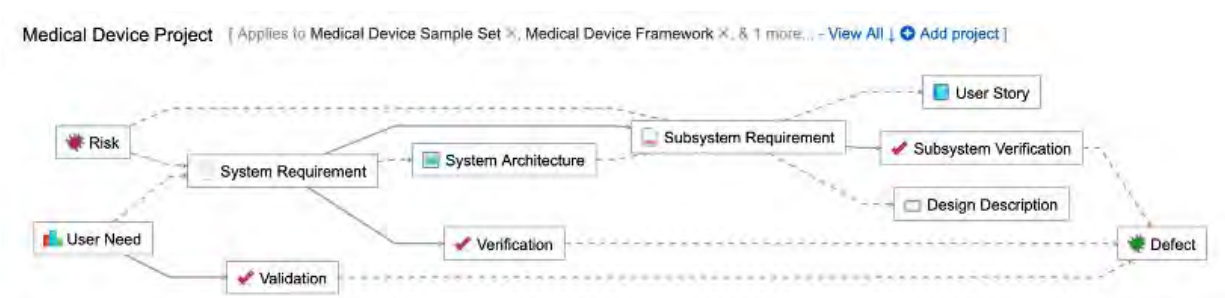 Medical Device Project [ Applies to Medical Device Sample Set ×, Medical Device Framework ×, & 1 more... - View All ↓ Add project ]
User Story
Risk
Subsystem Requirement
Subsystem Verification
System Architecture
System Requirement
Design Description
User Need
Verification
Defect
Validation